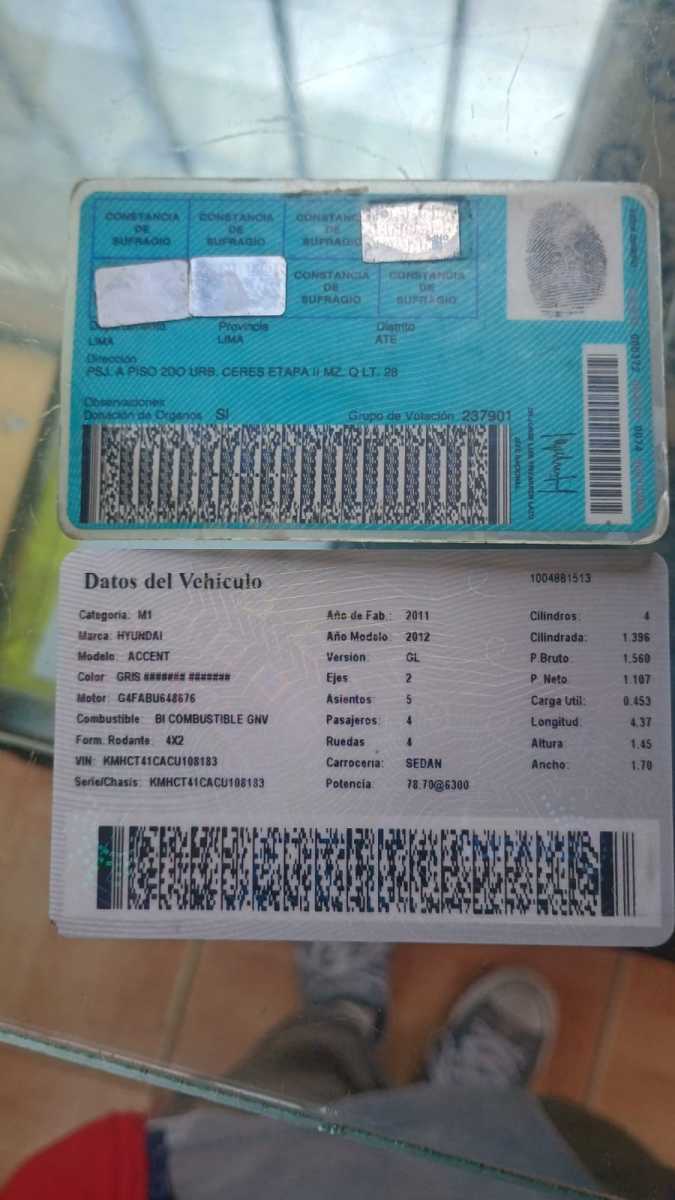 CONSTANCIA DE SUFRAGIO
CONSTANCIA DE SUFRAGIO
CONSTANC DE SUFRAGIO
CONSTANCIA DE SUFRAGIO
CONSTANCIA DE SUFRAGIO
LIMA
Provincia
LIMA
Distrito
ATE
Dirección
PSJ. A PISO 2DO URB. CERES ETAPA II MZ. Q LT. 28
Observaciones
Donación de Organos SI
Grupo de Votación 237901
Datos del Vehiculo
1004881513
Categoria: M1
Marca: HYUNDAI
Modelo: ACCENT
Color: GRIS ####### #######
Motor: G4FABU648676
Combustible BI COMBUSTIBLE GNV
Form. Rodante: 4X2
VIN: KMHCT41CACU108183
Serie/Chasis: KMHCT41CACU108183
Año de Fab.: 2011
Año Modelo 2012
Version: GL
Ejes 2
Asientos: 5
Pasajeros: 4
Ruedas 4
Carroceria: SEDAN
Potencia: 78.70@6300
Cilindros: 4
Cilindrada: 1.396
P.Bruto: 1.560
P. Neto: 1.107
Carga Util: 0.453
Longitud: 4.37
Altura 1.45
Ancho: 1.70